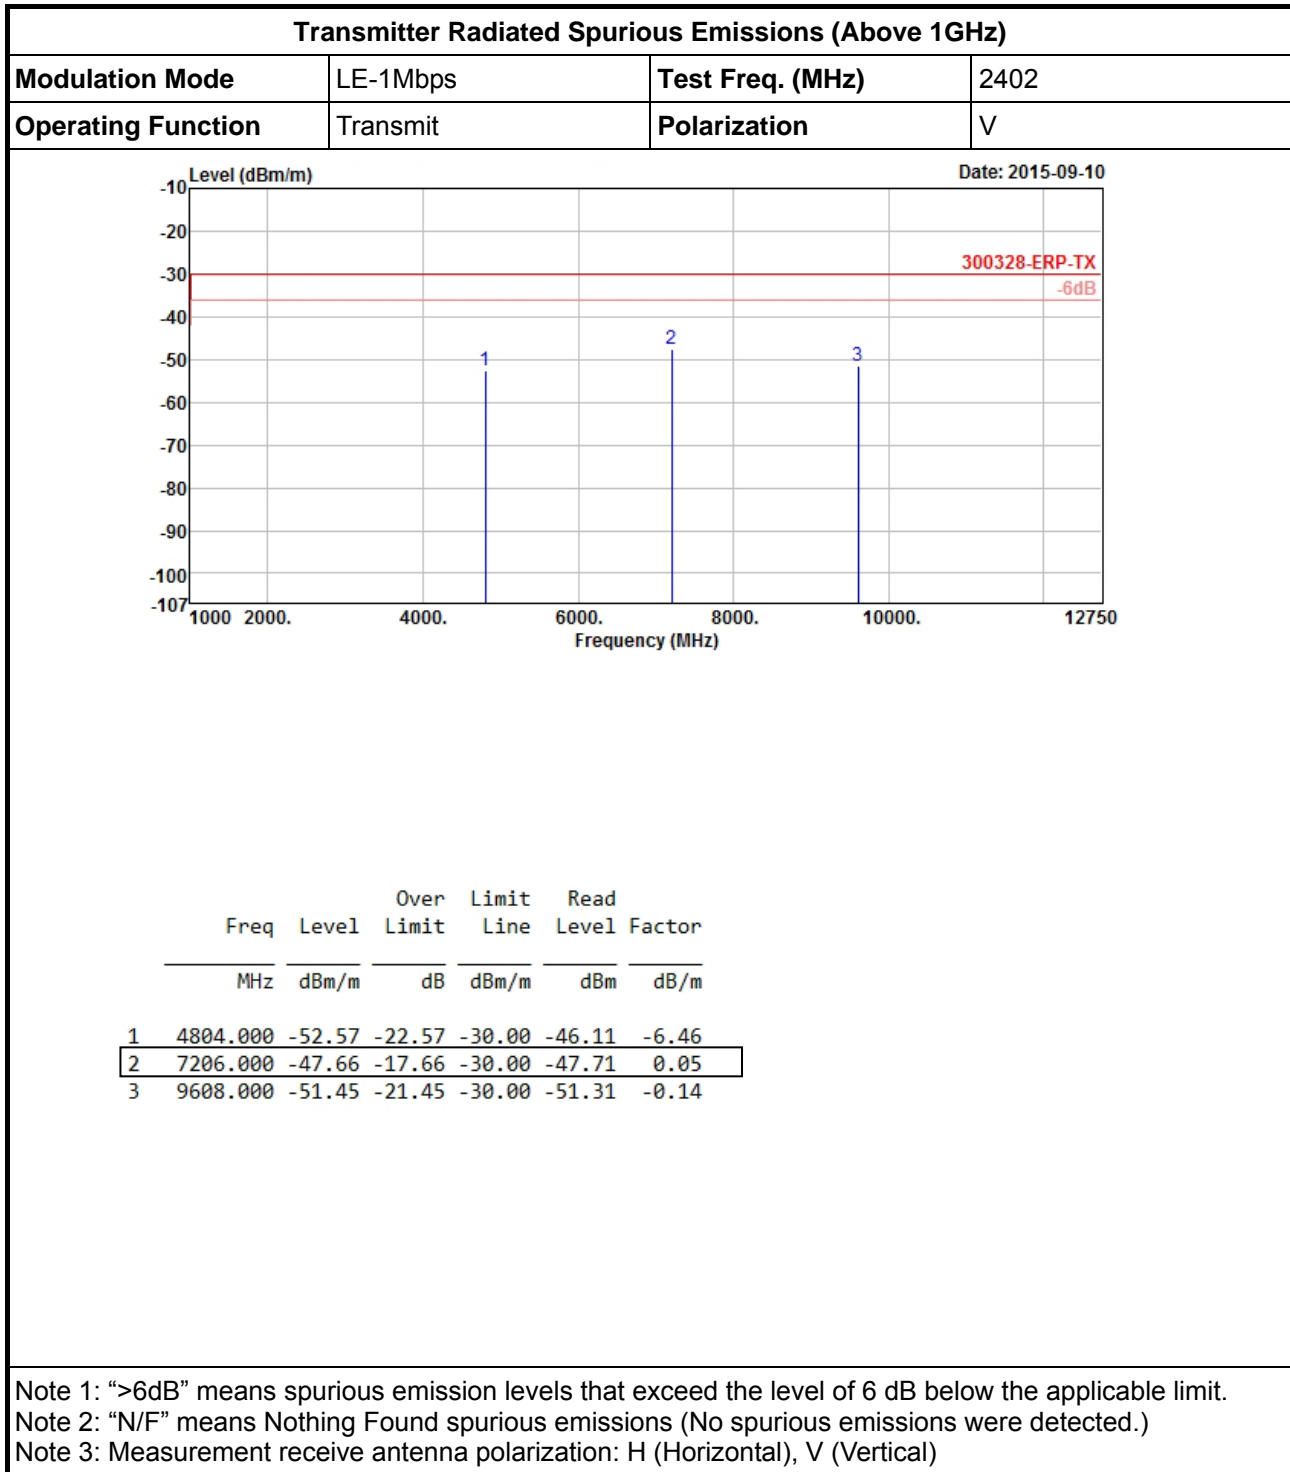 Transmitter Radiated Spurious Emissions (Above 1GHz)
Modulation Mode LE-1Mbps Test Freq. (MHz) 2402
Operating Function Transmit Polarization V
Level (dBm/m) Date: 2015-09-10
-10
-20
300328-ERP-TX
-30
-6dB
-40
2
3
1
-50
-60
-70
-80
-90
-100
-107
1000 2000. 4000. 6000. 8000. 10000. 12750
Frequency (MHz)
Over Limit Read
Freq Level Limit Line Level Factor
MHz dBm/m dB dBm/m dBm dB/m
1 4804.000 -52.57 -22.57 -30.00 -46.11 -6.46
2 7206.000 -47.66 -17.66 -30.00 -47.71 0.05
3 9608.000 -51.45 -21.45 -30.00 -51.31 -0.14
Note 1: “>6dB” means spurious emission levels that exceed the level of 6 dB below the applicable limit.
Note 2: “N/F” means Nothing Found spurious emissions (No spurious emissions were detected.)
Note 3: Measurement receive antenna polarization: H (Horizontal), V (Vertical)